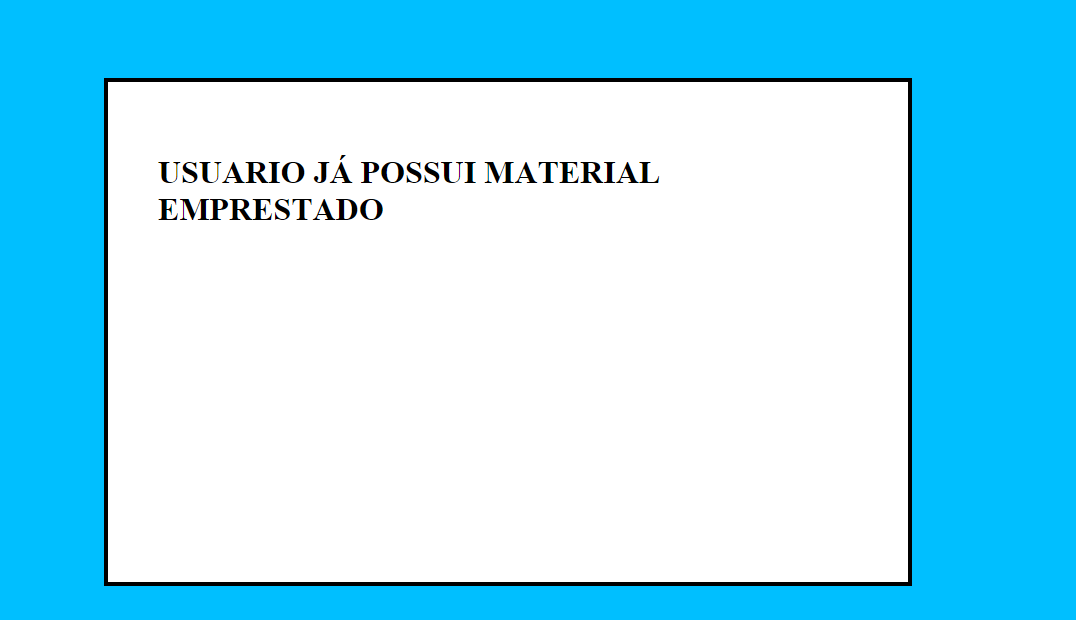 USUARIO JÁ POSSUI MATERIAL
EMPRESTADO